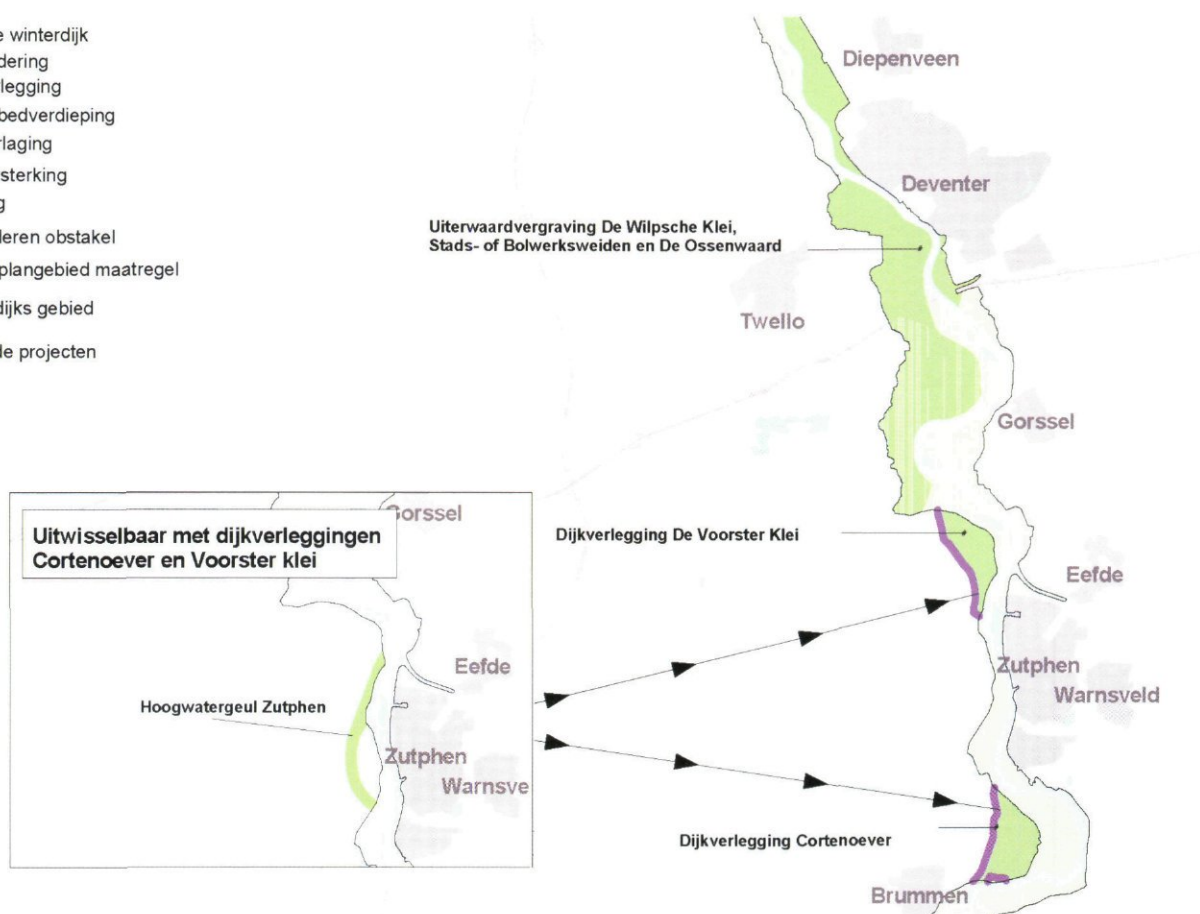 e winterdijk
dering
legging
bedverdieping
rlaging
sterking
g
leren obstakel
plangebied maatregel
dijks gebied
de projecten
Diepenveen
Deventer
Uiterwaardvergraving De Wilpsche Klei,
Stads- of Bolwerksweiden en De Ossenwaard
Twello
Gorssel
Dijkverlegging De Voorster Klei
Eefde
Zutphen
Warnsveld
Dijkverlegging Cortenoever
Brummen
Gorssel
Uitwisselbaar met dijkverleggingen
Cortenoever en Voorster klei
Eefde
Hoogwatergeul Zutphen
Zutphen
Warnsve